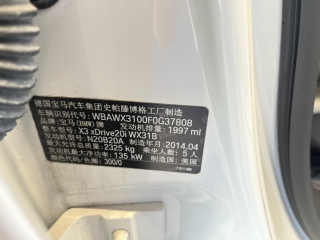 德国宝马汽车集团史帕滕博格工厂制造
车辆识别代号: WBAWX3100F0G37808
品牌: 宝马(BMW)牌 发动机排量: 1997 ml
整车型号: X3 xDrive20i WX31B
发动机型号: N20B20A 制造年月: 2014.04
最大总质量: 2325 kg 乘坐人数: 5 人
发动机最大净功率: 135 kW 制造国: 美国
颜色代码: 300/0